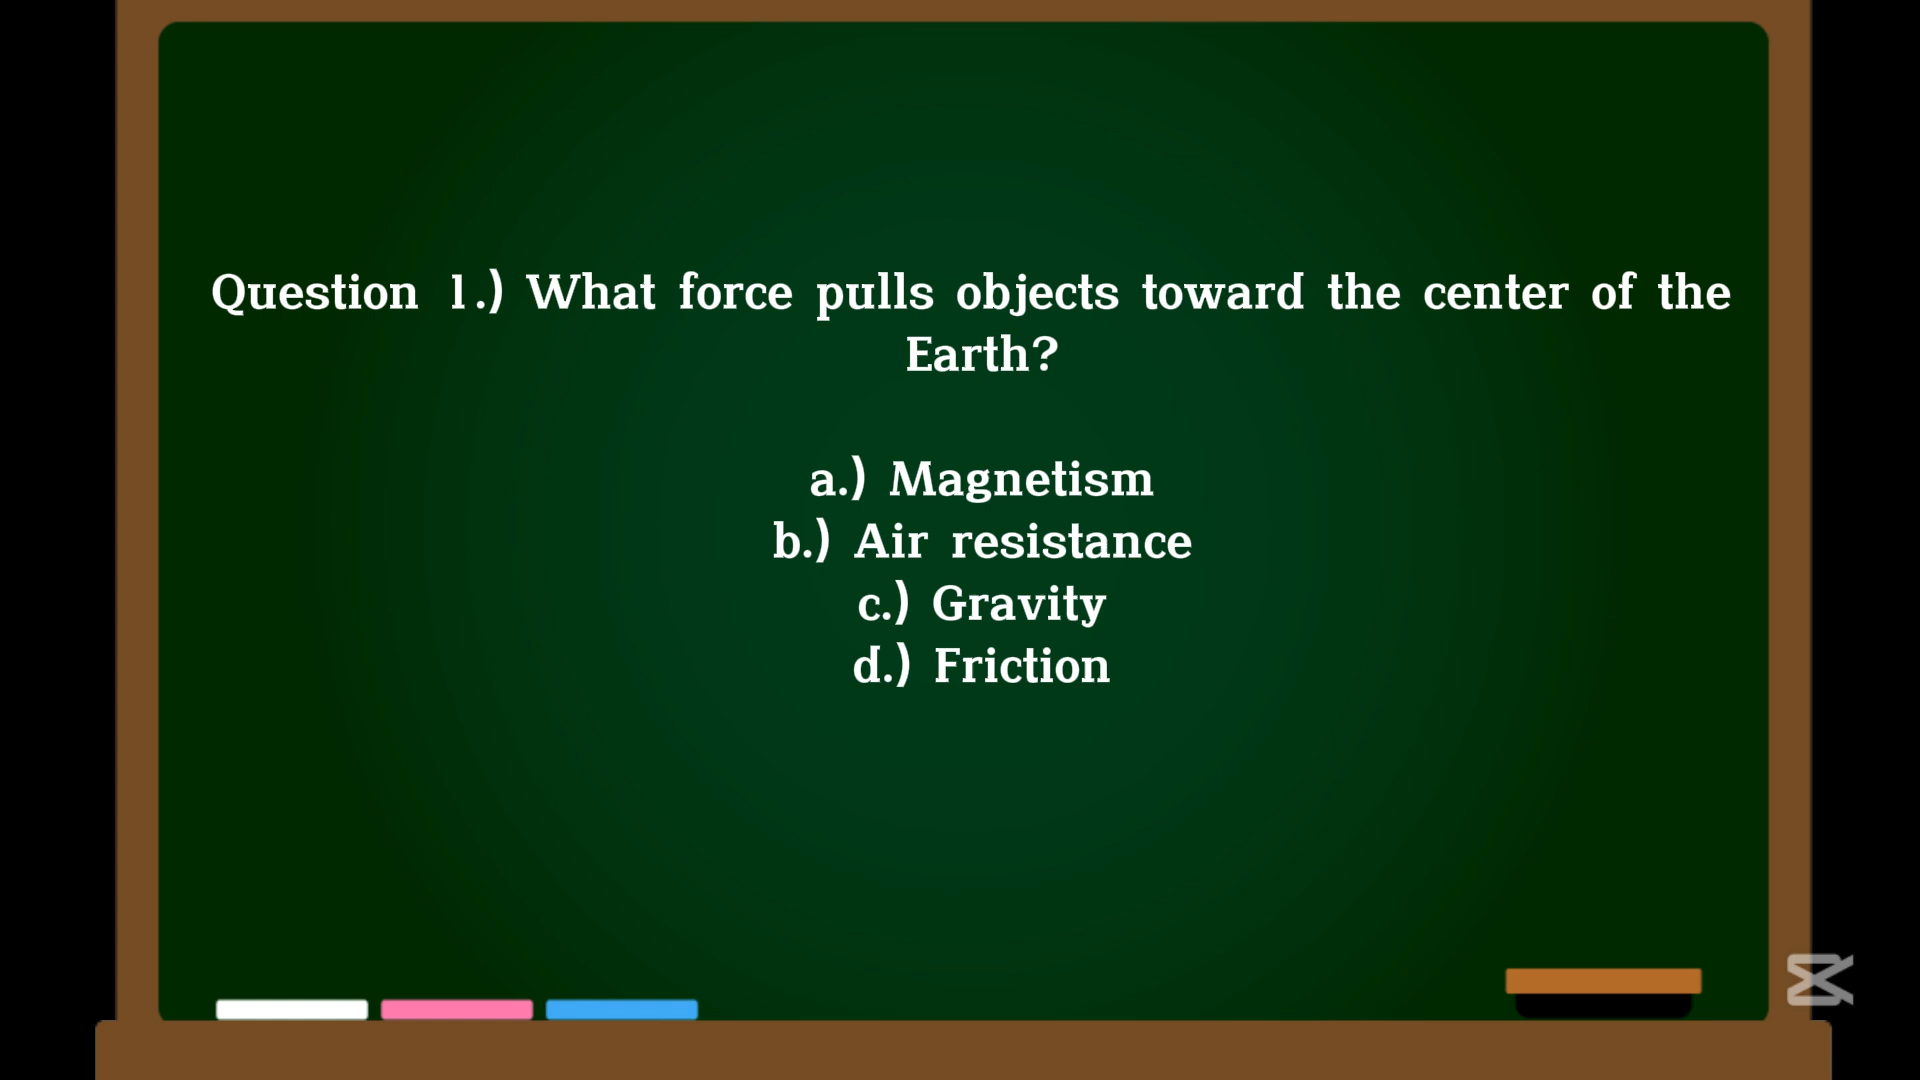 Question 1.) What force pulls objects toward the center of the
Earth?
a.) Magnetism
b.) Air resistance
c.) Gravity
d.) Friction